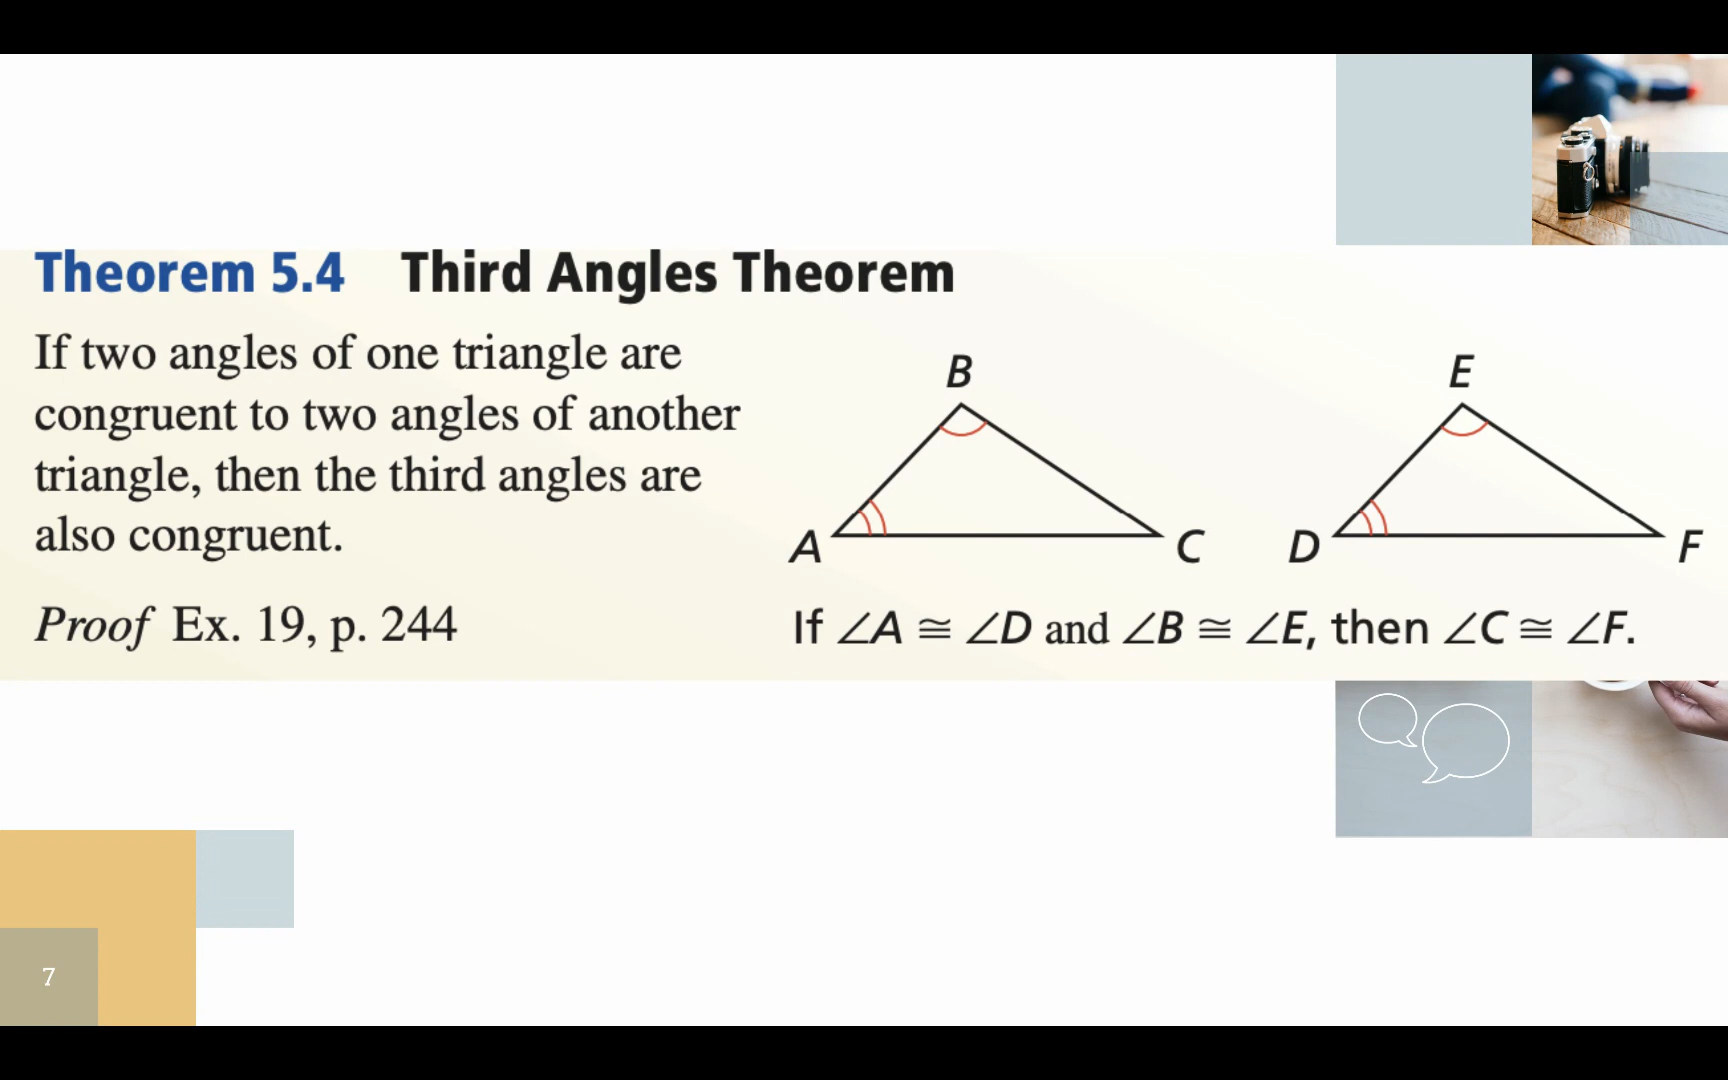 Theorem 5.4 Third Angles Theorem
If two angles of one triangle are
congruent to two angles of another
triangle, then the third angles are
also congruent.
Proof Ex. 19, p. 244
B
A
C
E
D
F
If ∠A ≅ ∠D and ∠B ≅ ∠E, then ∠C ≅ ∠F.
7